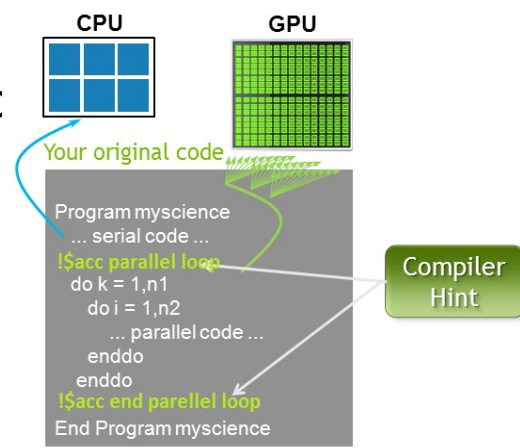 CPU
GPU
Your original code
Program myscience
... serial code ...
!$acc parallel loop
do k = 1,n1
do i = 1,n2
... parallel code ...
enddo
enddo
!$acc end parellel loop
End Program myscience
Compiler
Hint